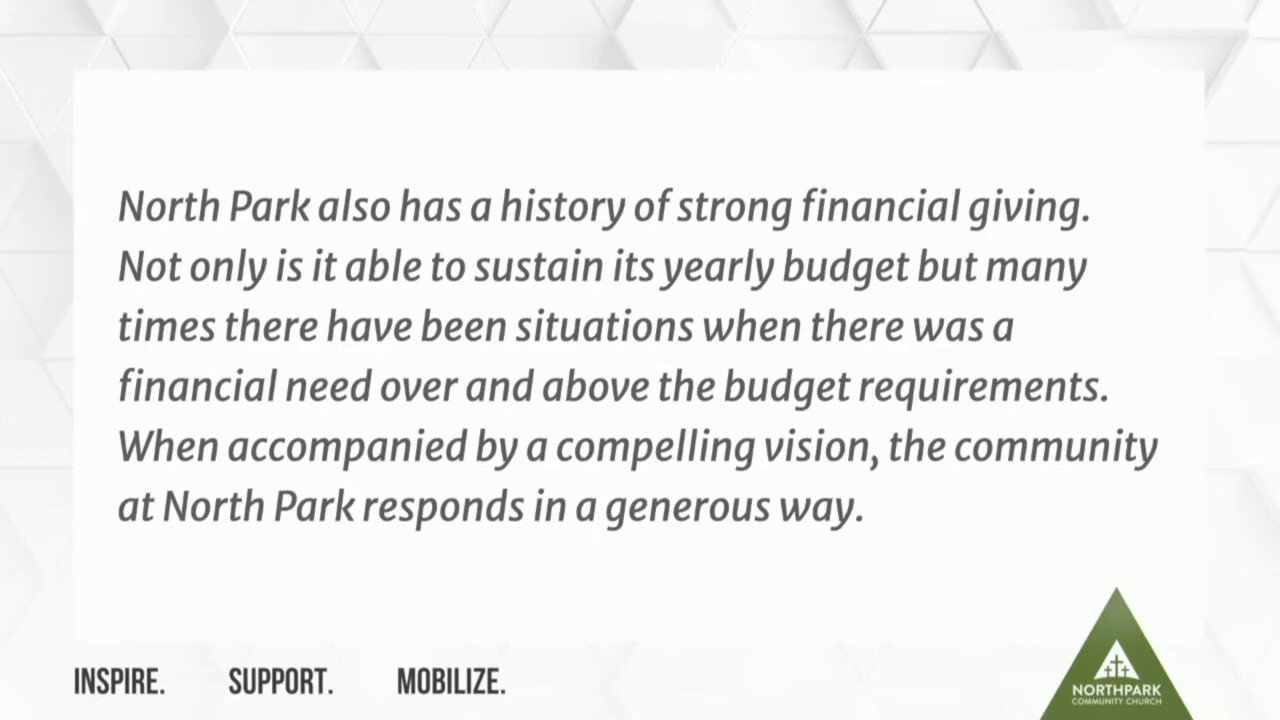 North Park also has a history of strong financial giving.
Not only is it able to sustain its yearly budget but many
times there have been situations when there was a
financial need over and above the budget requirements.
When accompanied by a compelling vision, the community
at North Park responds in a generous way.
INSPIRE. SUPPORT. MOBILIZE.
NORTHPARK
COMMUNITY CHURCH